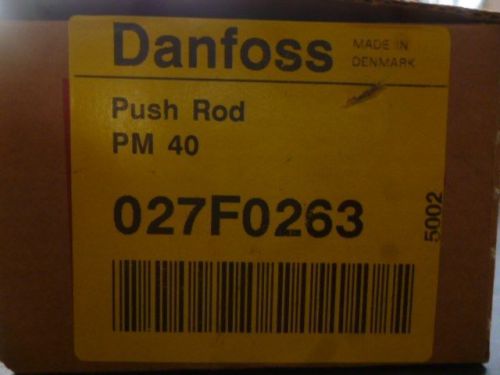 Danfoss
MADE IN
DENMARK
Push Rod
PM 40
027F0263
5002